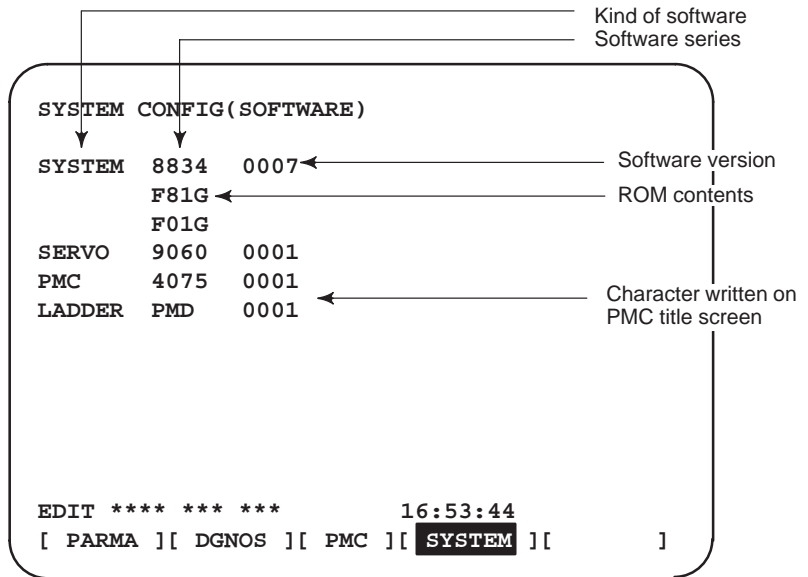 Kind of software
Software series
SYSTEM CONFIG(SOFTWARE)
SYSTEM 8834 0007 Software version
F81G ROM contents
F01G
SERVO 9060 0001
PMC 4075 0001
LADDER PMD 0001
Character written on
PMC title screen
EDIT **** *** *** 16:53:44
[ PARMA ][ DGNOS ][ PMC ][ SYSTEM ][ ]